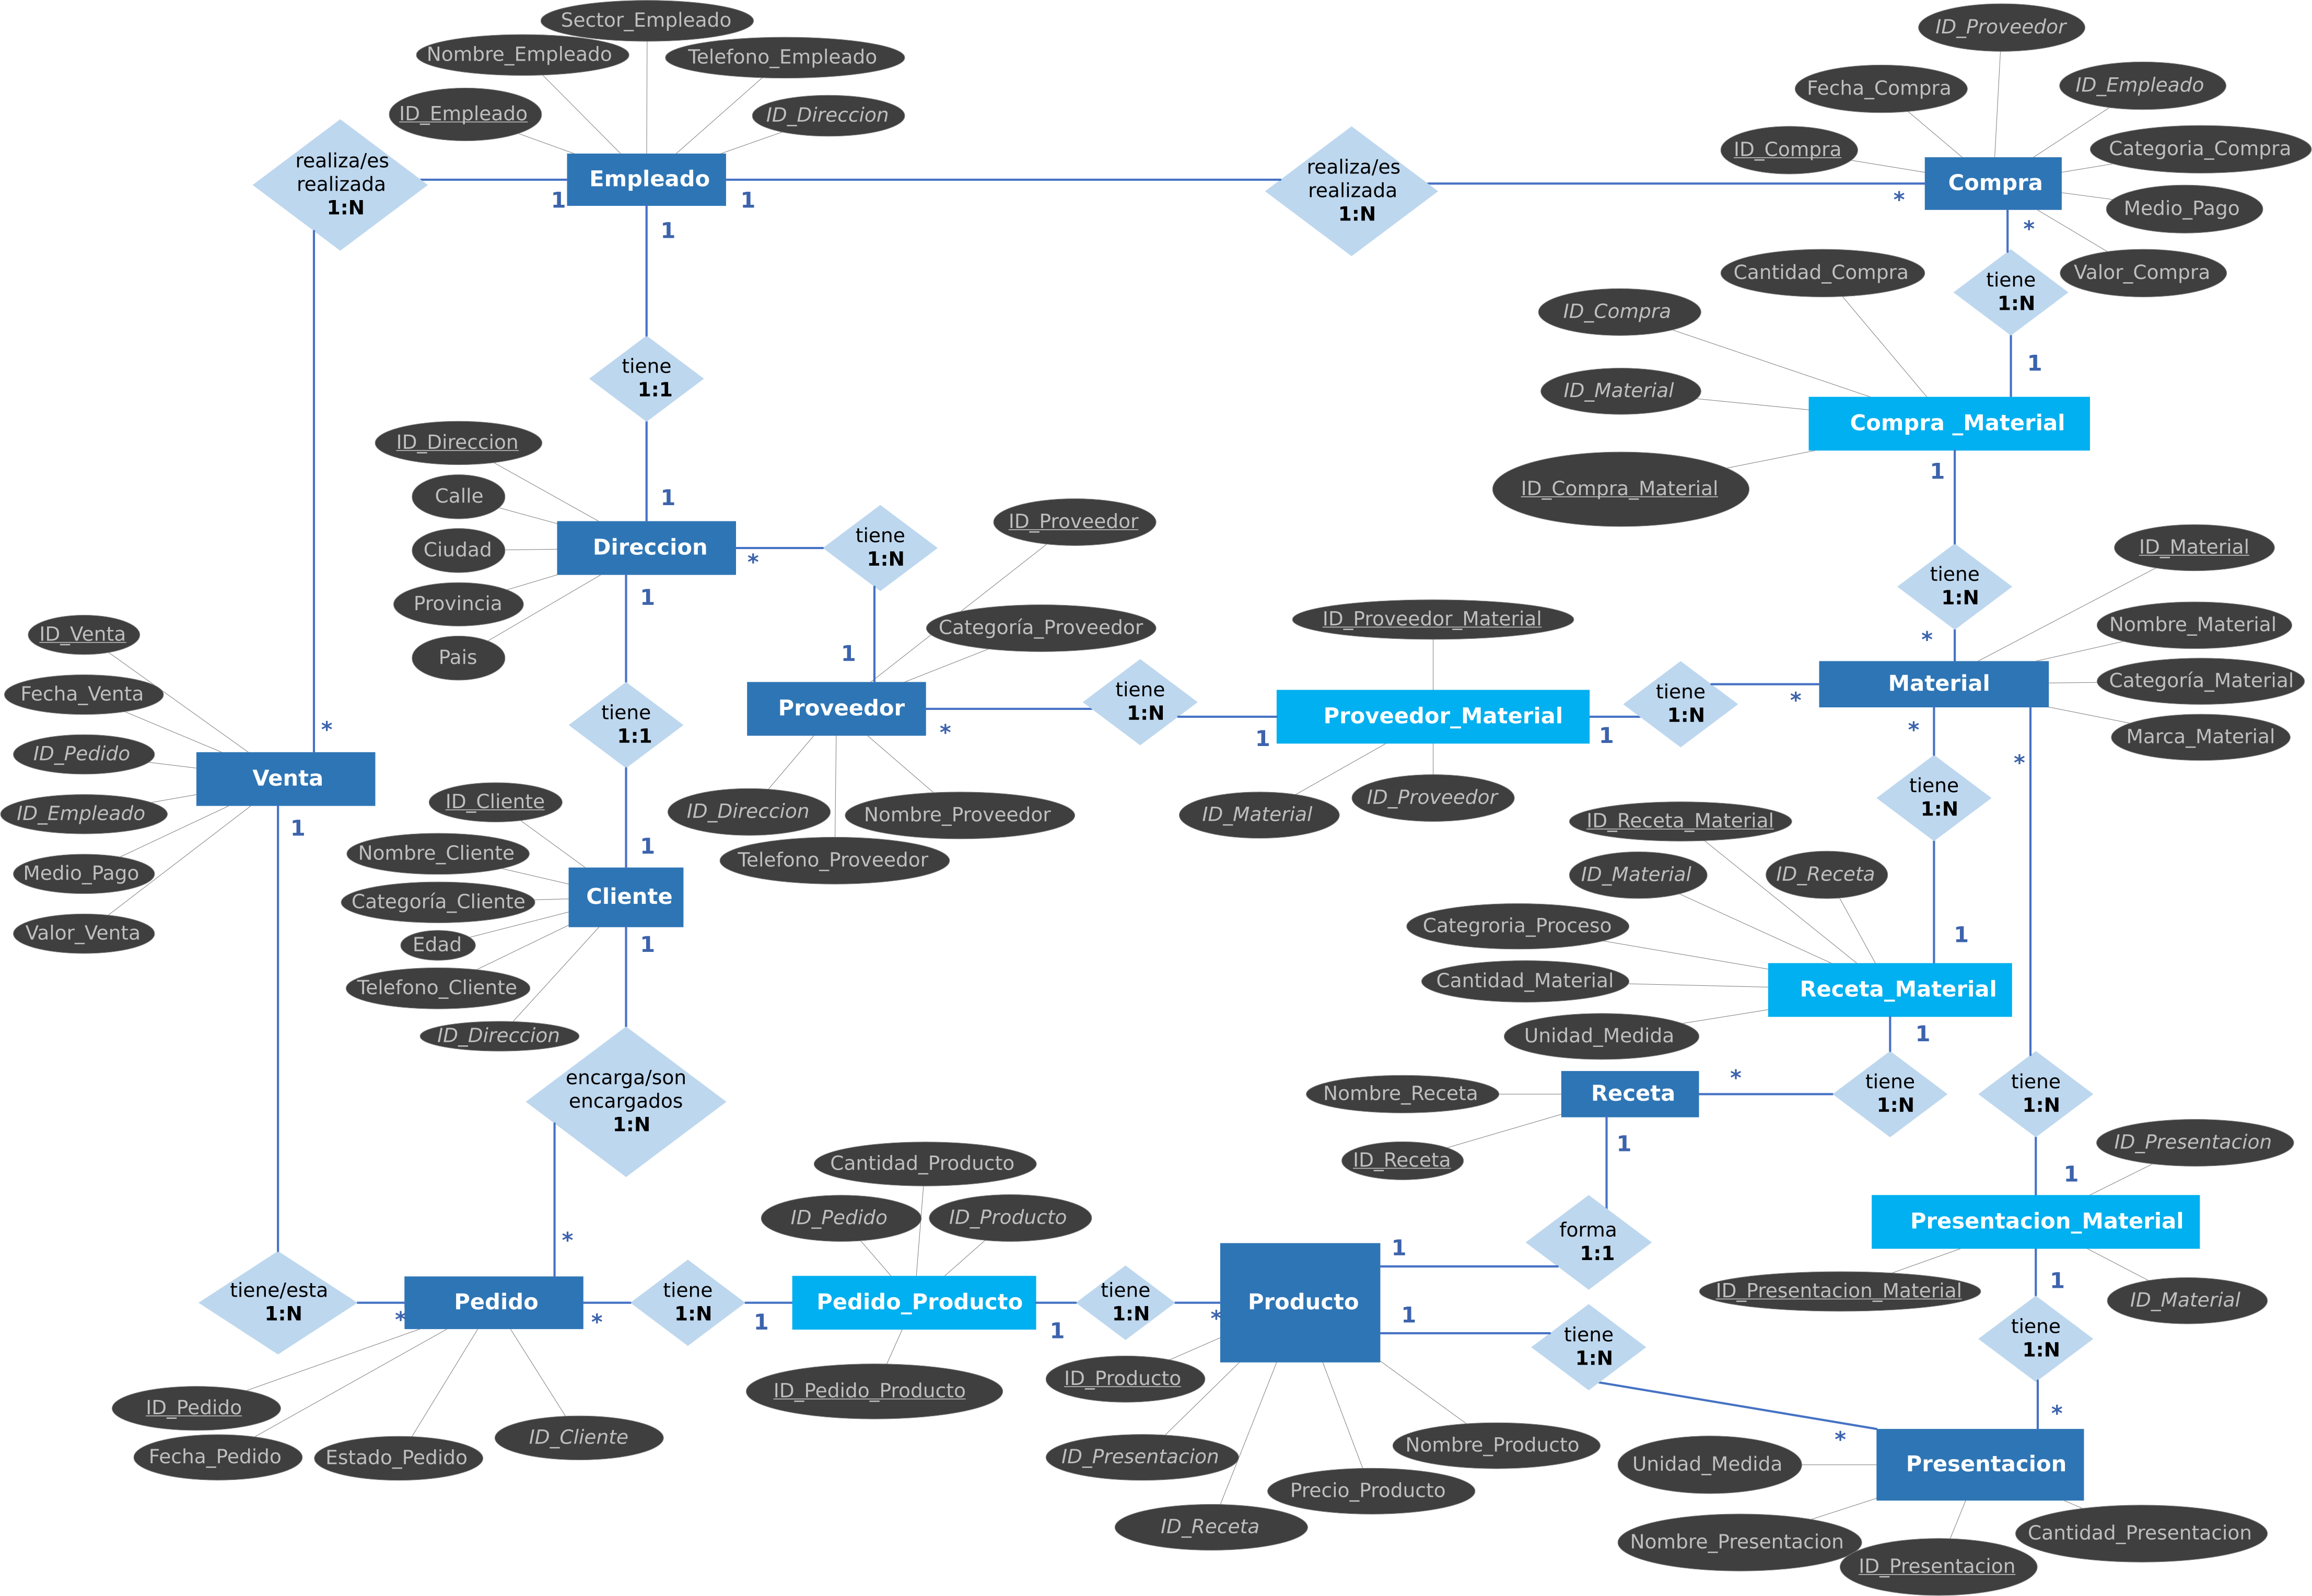 Sector_Empleado
Nombre_Empleado
Telefono_Empleado
ID_Empleado
ID_Direccion
realiza/es
realizada
1:N
Empleado
1
1
1
realiza/es
realizada
1:N
ID_Proveedor
Fecha_Compra
ID_Empleado
ID_Compra
Categoria_Compra
Compra
Medio_Pago
*
*
Valor_Compra
tiene
1:N
1
Cantidad_Compra
ID_Compra
ID_Material
Compra _Material
ID_Compra_Material
1
tiene
1:1
1
ID_Direccion
Calle
Ciudad
Provincia
Pais
Direccion
*
1
tiene
1:N
1
ID_Proveedor
Categoría_Proveedor
Proveedor
*
ID_Direccion
Nombre_Proveedor
Telefono_Proveedor
tiene
1:N
1
ID_Proveedor_Material
Proveedor_Material
1
ID_Material
ID_Proveedor
tiene
1:N
*
tiene
1:N
*
ID_Material
Nombre_Material
Categoría_Material
Marca_Material
Material
*
*
ID_Venta
Fecha_Venta
ID_Pedido
ID_Empleado
Medio_Pago
Valor_Venta
*
Venta
1
tiene
1:1
1
ID_Cliente
Nombre_Cliente
Categoría_Cliente
Edad
Telefono_Cliente
ID_Direccion
Cliente
1
encarga/son
encargados
1:N
*
tiene
1:N
1
ID_Receta_Material
ID_Material
ID_Receta
Categroria_Proceso
Cantidad_Material
Unidad_Medida
Receta_Material
1
tiene
1:N
*
Nombre_Receta
Receta
ID_Receta
1
tiene
1:N
1
ID_Presentacion
Presentacion_Material
ID_Presentacion_Material
ID_Material
1
tiene
1:N
*
tiene/esta
1:N
*
Pedido
*
ID_Pedido
Fecha_Pedido
Estado_Pedido
ID_Cliente
tiene
1:N
1
Cantidad_Producto
ID_Pedido
ID_Producto
Pedido_Producto
1
ID_Pedido_Producto
tiene
1:N
*
Producto
1
1
forma
1:1
tiene
1:N
*
ID_Producto
ID_Presentacion
ID_Receta
Precio_Producto
Nombre_Producto
Unidad_Medida
Presentacion
Nombre_Presentacion
ID_Presentacion
Cantidad_Presentacion